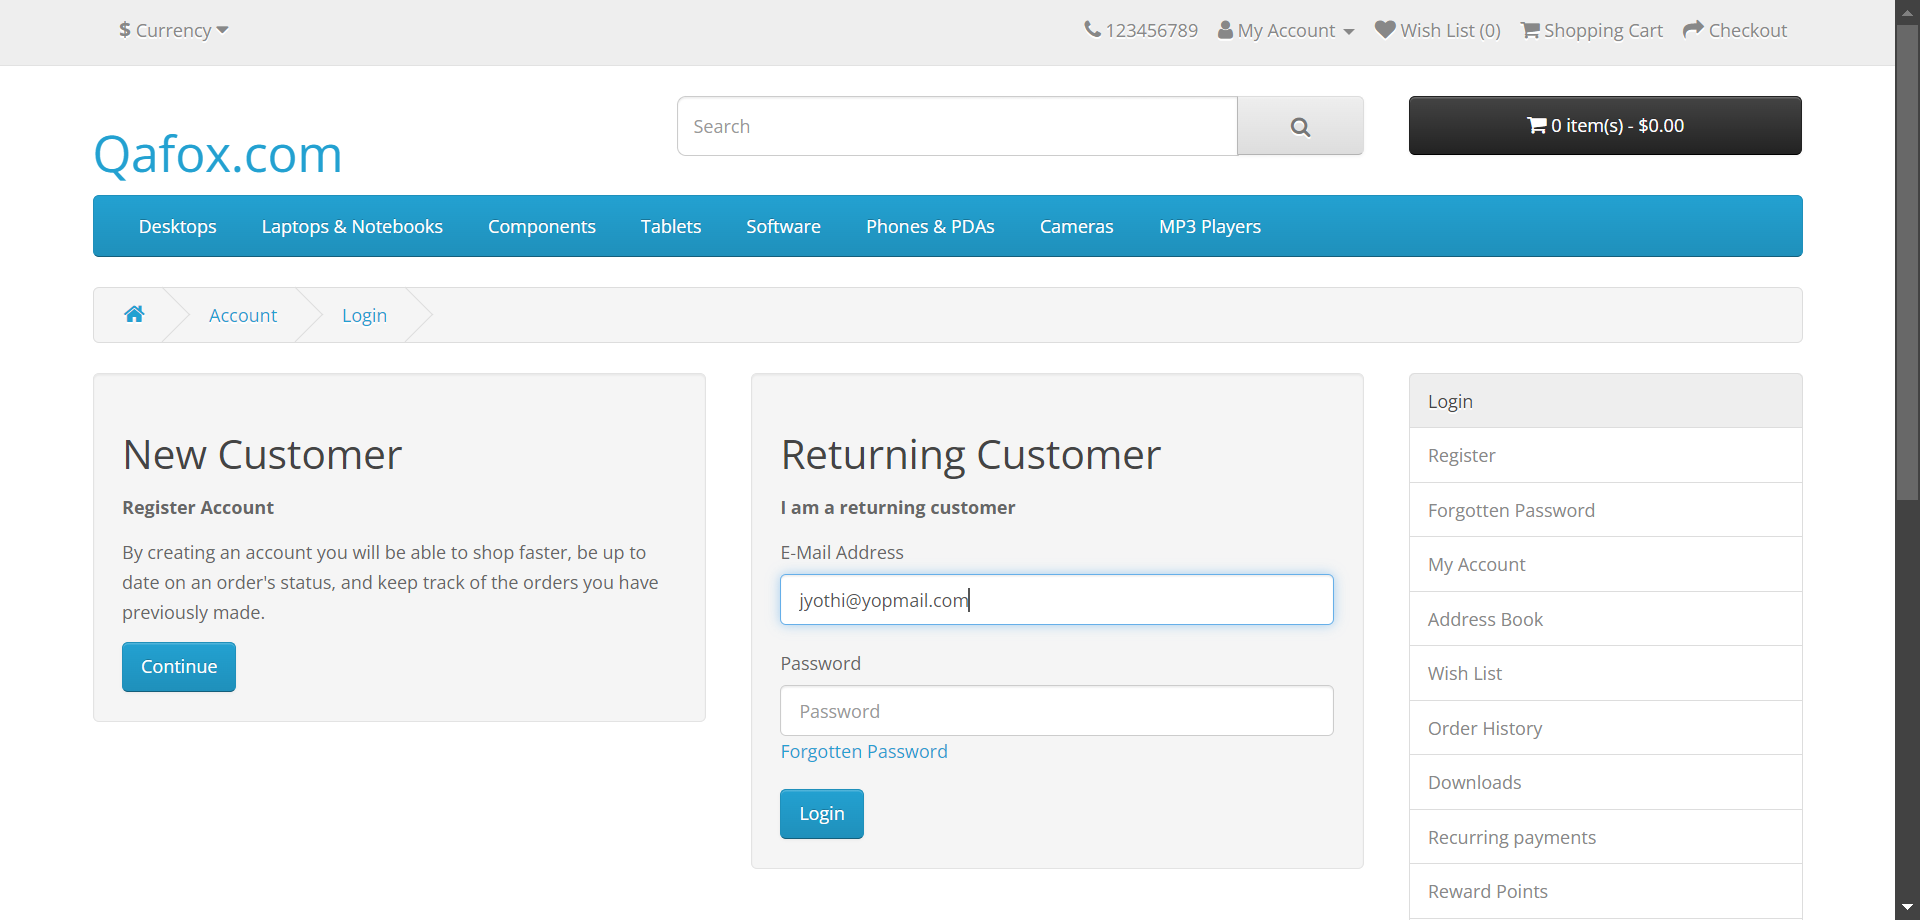 $ Currency
123456789 My Account Wish List (0) Shopping Cart Checkout
Qafox.com
Search
0 item(s) - $0.00
Desktops Laptops & Notebooks Components Tablets Software Phones & PDAs Cameras MP3 Players
Account Login
New Customer
Register Account
By creating an account you will be able to shop faster, be up to
date on an order's status, and keep track of the orders you have
previously made.
Continue
Returning Customer
I am a returning customer
E-Mail Address
jyothi@yopmail.com
Password
Password
Forgotten Password
Login
Login
Register
Forgotten Password
My Account
Address Book
Wish List
Order History
Downloads
Recurring payments
Reward Points